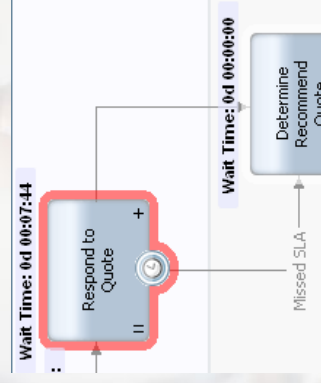 Wait Time: 0d 00:07:44
Respond to
Quote
Wait Time: 0d 00:00:00
Determine
Recommend
Quote
Missed SLA